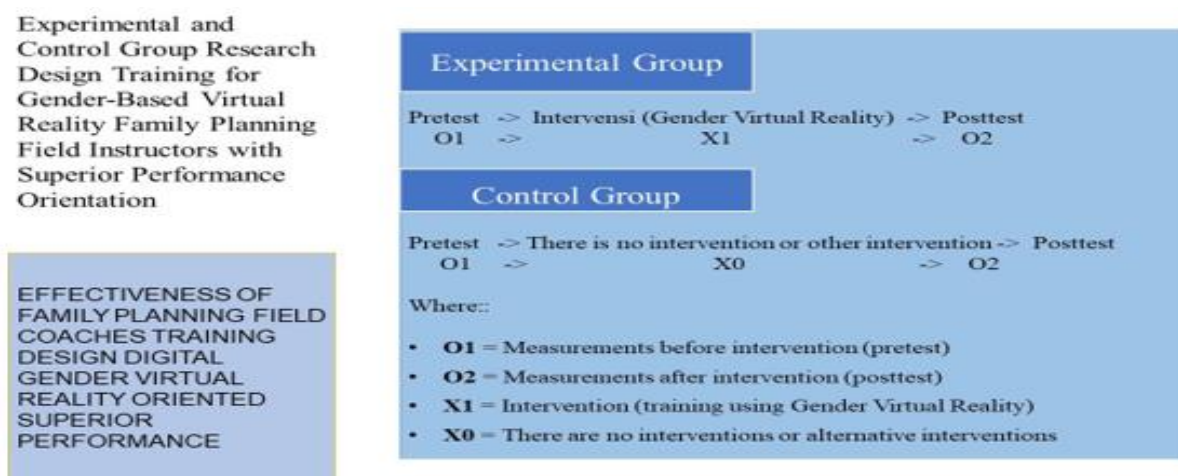 Experimental and
Control Group Research
Design Training for
Gender-Based Virtual
Reality Family Planning
Field Instructors with
Superior Performance
Orientation
EFFECTIVENESS OF
FAMILY PLANNING FIELD
COACHES TRAINING
DESIGN DIGITAL
GENDER VIRTUAL
REALITY ORIENTED
SUPERIOR
PERFORMANCE
Experimental Group
Pretest -> Intervensi (Gender Virtual Reality) -> Posttest
O1 -> X1 -> O2
Control Group
Pretest -> There is no intervention or other intervention -> Posttest
O1 -> X0 -> O2
Where::
• O1 = Measurements before intervention (pretest)
• O2 = Measurements after intervention (posttest)
• X1 = Intervention (training using Gender Virtual Reality)
• X0 = There are no interventions or alternative interventions